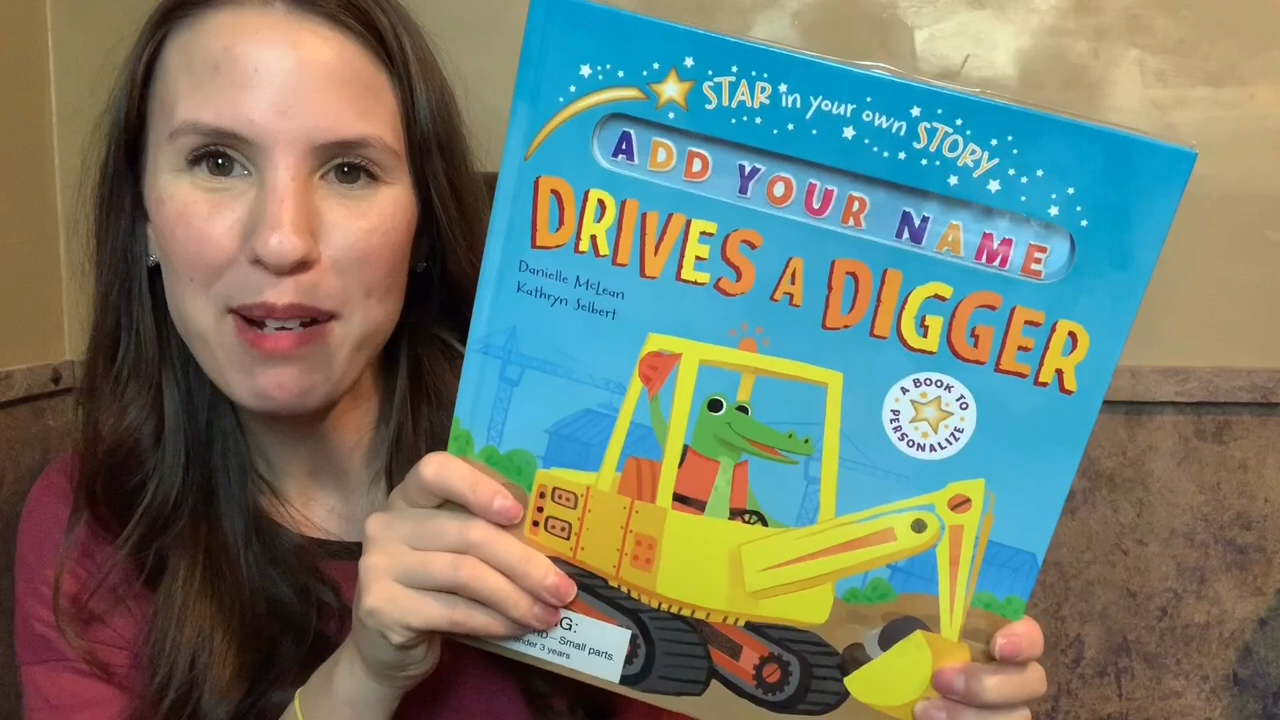 STAR in your own STORY
ADD YOUR NAME
DRIVES A DIGGER
Danielle McLean
Kathryn Selbert
A BOOK TO
PERSONALIZE
Small parts.
under 3 years